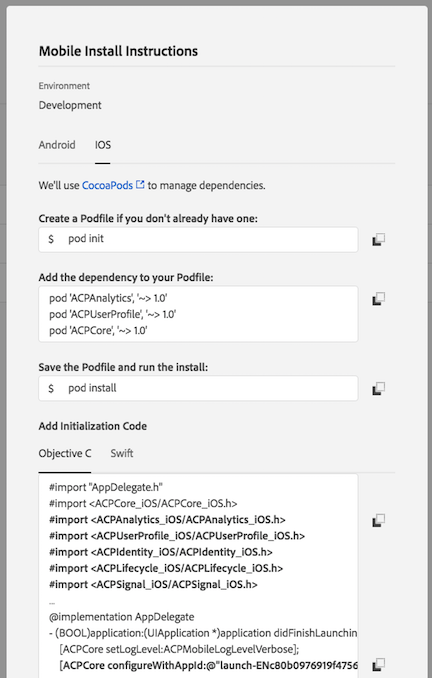 Mobile Install Instructions
Environment
Development
Android IOS
We'll use CocoaPods to manage dependencies.
Create a Podfile if you don't already have one:
$ pod init
Add the dependency to your Podfile:
pod 'ACPAnalytics', '~> 1.0'
pod 'ACPUserProfile', '~> 1.0'
pod 'ACPCore', '~> 1.0'
Save the Podfile and run the install:
$ pod install
Add Initialization Code
Objective C Swift
#import "AppDelegate.h"
#import <ACPCore_iOS/ACPCore_iOS.h>
#import <ACPAnalytics_iOS/ACPAnalytics_iOS.h>
#import <ACPUserProfile_iOS/ACPUserProfile_iOS.h>
#import <ACPIdentity_iOS/ACPIdentity_iOS.h>
#import <ACPLifecycle_iOS/ACPLifecycle_iOS.h>
#import <ACPSignal_iOS/ACPSignal_iOS.h>
...
@implementation AppDelegate
- (BOOL)application:(UIApplication *)application didFinishLaunchin
[ACPCore setLogLevel:ACPMobileLogLevelVerbose];
[ACPCore configureWithAppId:@"launch-ENc80b0976919f4756